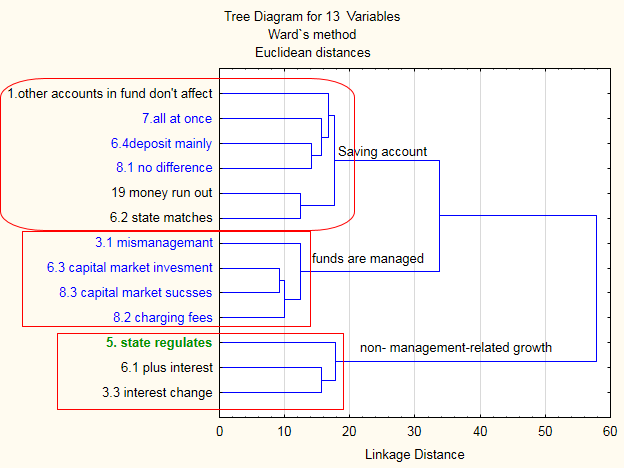 Tree Diagram for 13 Variables
Ward`s method
Euclidean distances
1.other accounts in fund don't affect
7.all at once
6.4deposit mainly
8.1 no difference
19 money run out
6.2 state matches
3.1 mismanagemant
6.3 capital market invesment
8.3 capital market sucsses
8.2 charging fees
5. state regulates
6.1 plus interest
3.3 interest change
Saving account
funds are managed
non- management-related growth
0 10 20 30 40 50 60
Linkage Distance